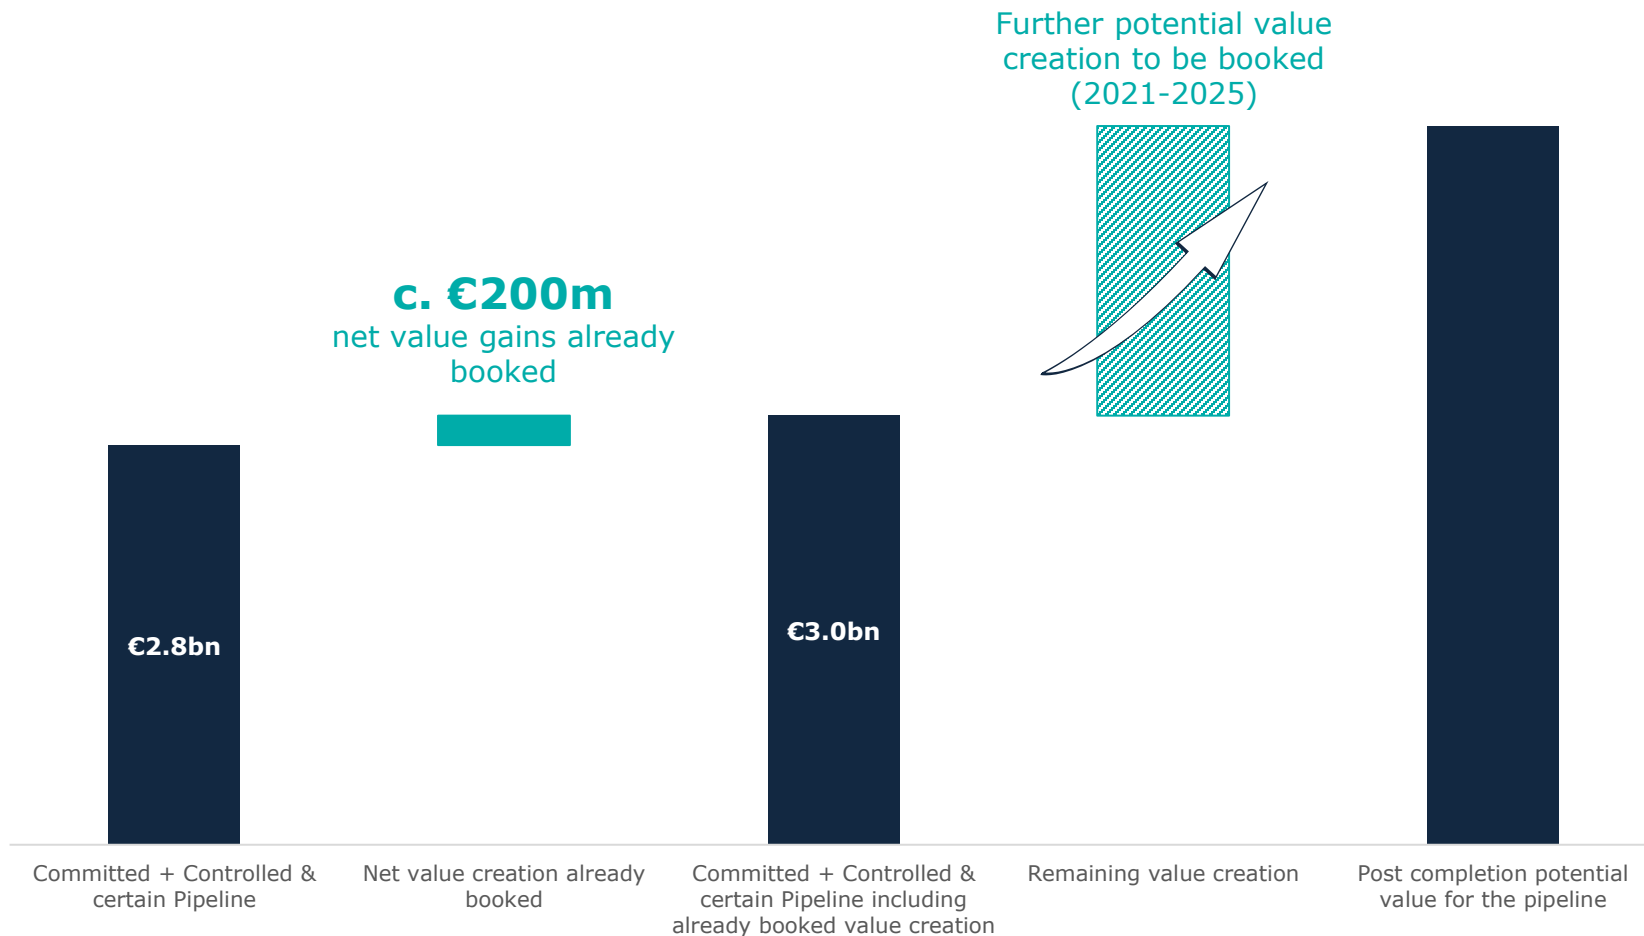 Further potential value
creation to be booked
(2021-2025)
c. €200m
net value gains already
booked
€2.8bn
€3.0bn
Committed + Controlled &
certain Pipeline
Net value creation already
booked
Committed + Controlled &
certain Pipeline including
already booked value creation
Remaining value creation
Post completion potential
value for the pipeline